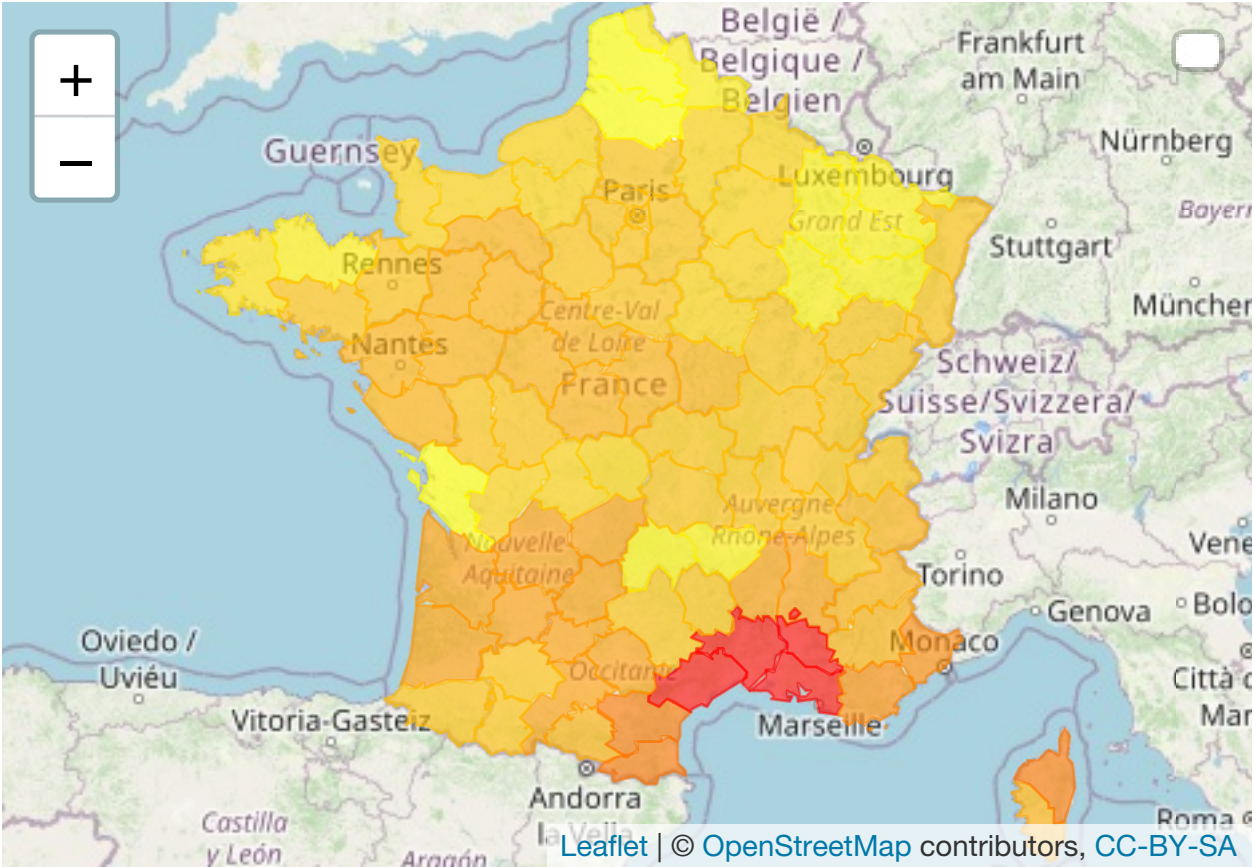 +
−
België /
Belgique /
Belgien
Frankfurt
am Main
Nürnberg
Guernsey
Luxembourg
Paris
Grand Est
Bayern
Stuttgart
Rennes
München
Centre-Val
de Loire
Nantes
France
Schweiz/
Suisse/Svizzera/
Svizra
Milano
Auvergne-
Rhône-Alpes
Vene
Nouvelle
Aquitaine
Torino
Genova
Bolo
Oviedo /
Uviéu
Monaco
Occitanie
Città d
Mar
Vitoria-Gasteiz
Marseille
Andorra
la Vella
Castilla
y León
Aragón
Roma
Leaflet | © OpenStreetMap contributors, CC-BY-SA